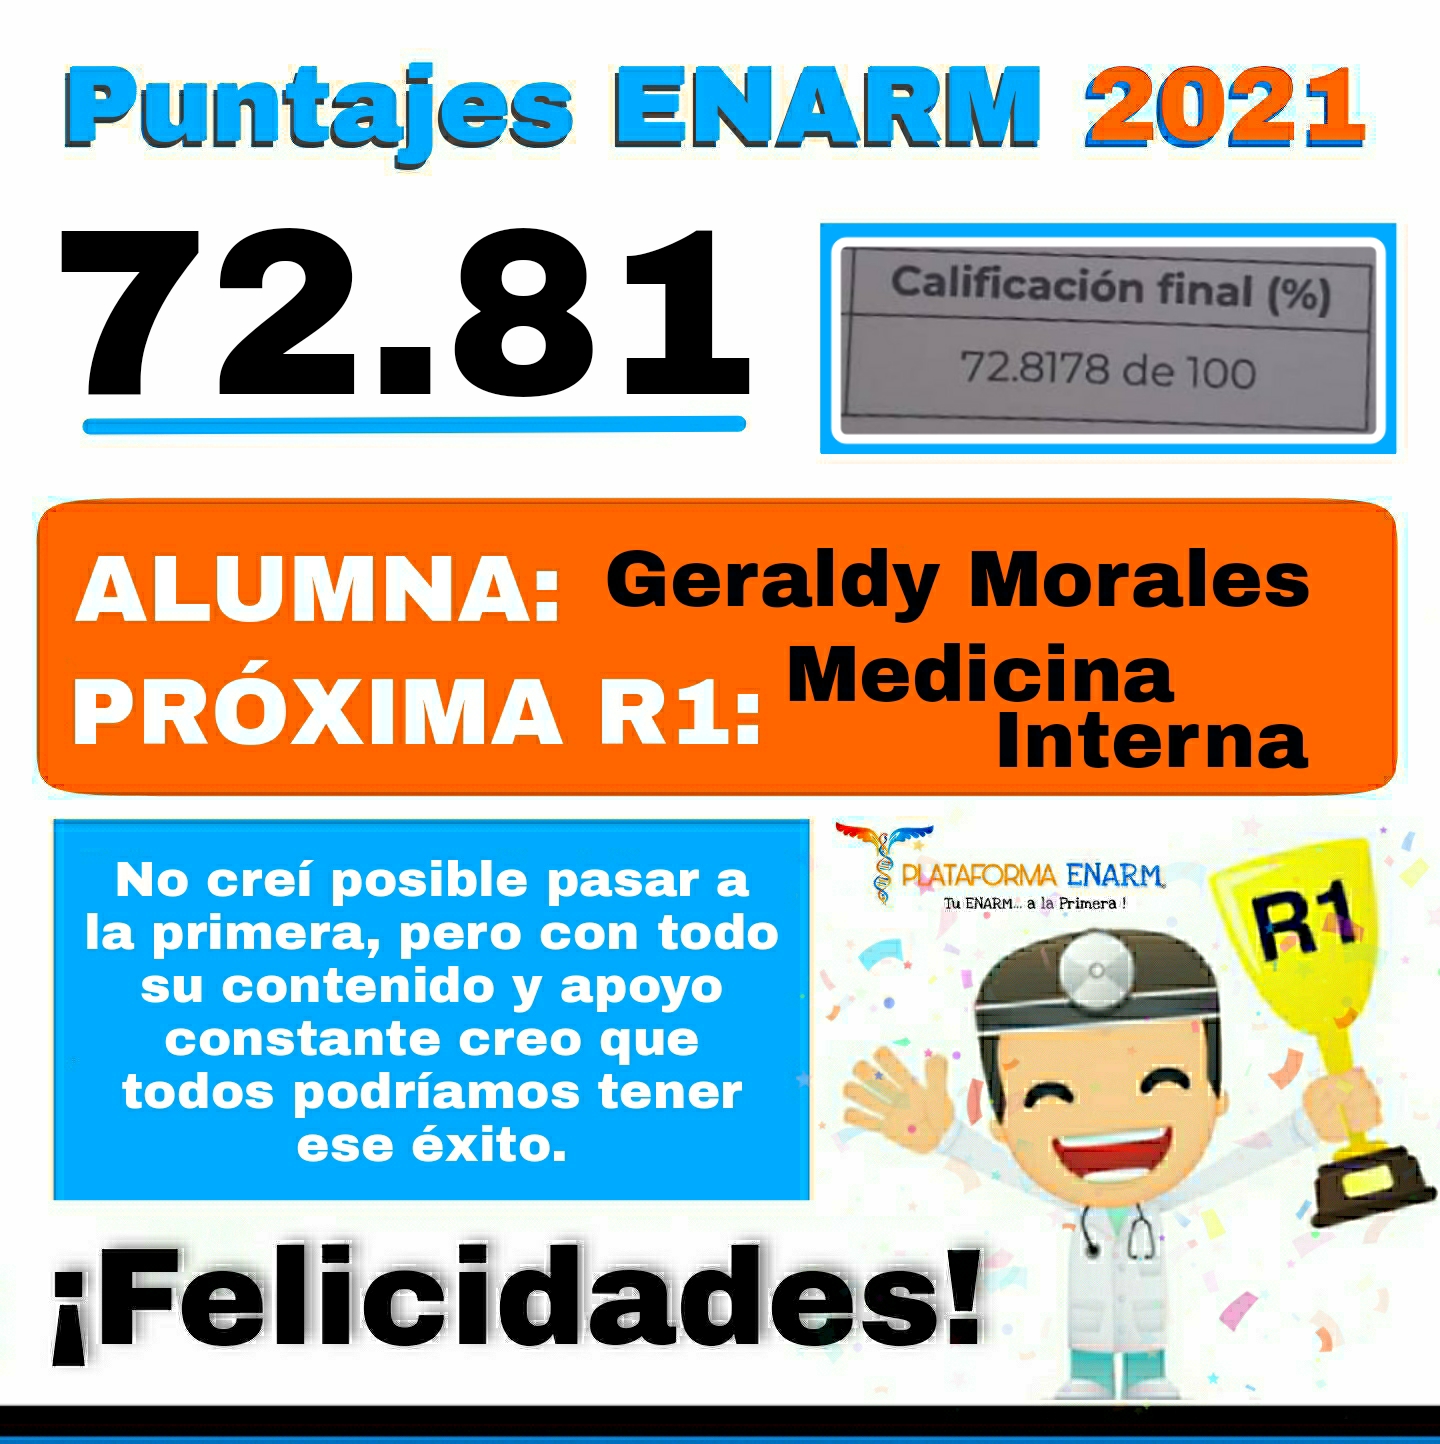 Puntajes ENARM 2021
72.81
Calificación final (%)
72.8178 de 100
ALUMNA: Geraldy Morales
PRÓXIMA R1: Medicina
Interna
No creí posible pasar a
la primera, pero con todo
su contenido y apoyo
constante creo que
todos podríamos tener
ese éxito.
PLATAFORMA ENARM
Tu ENARM... a la Primera !
R1
¡Felicidades!